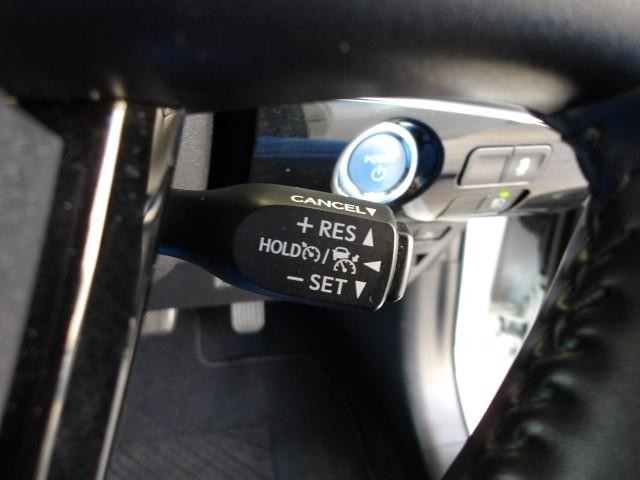 POWER
CANCEL
+ RES
HOLD /
- SET